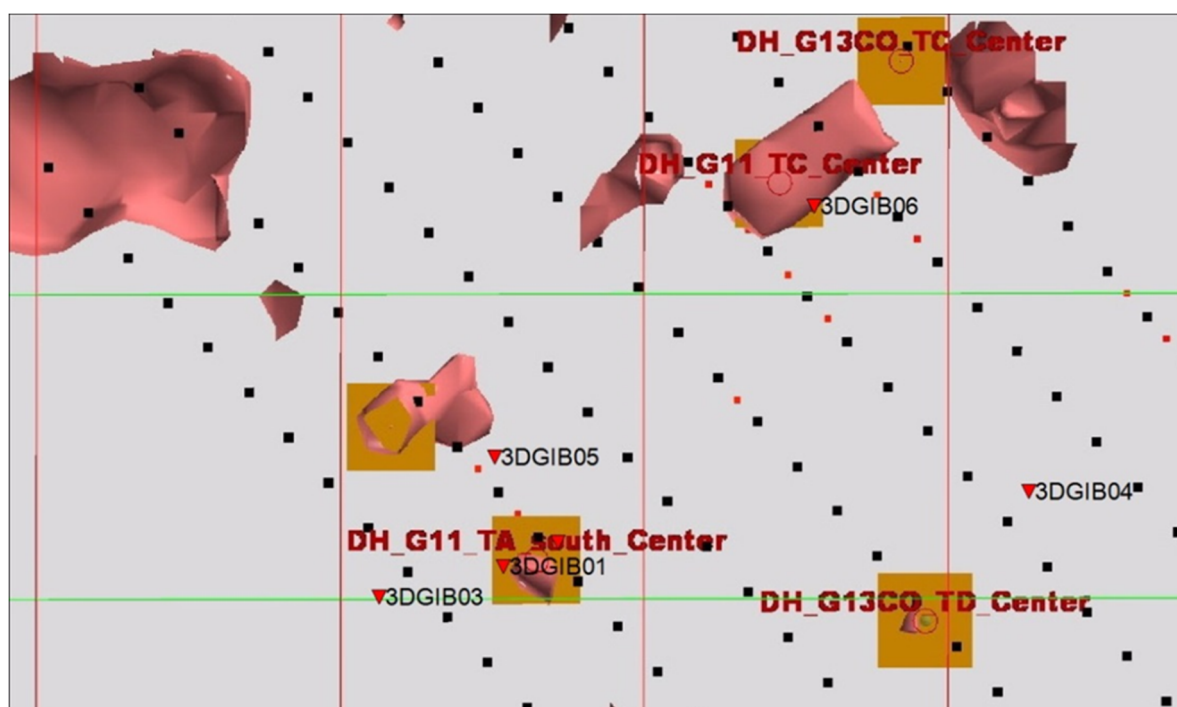 DH_G13CO_TC_Center
DH_G11_TC_Center
3DGIB06
3DGIB05
3DGIB04
DH_G11_TA_south_Center
3DGIB01
3DGIB03
DH_G13CO_TD_Center